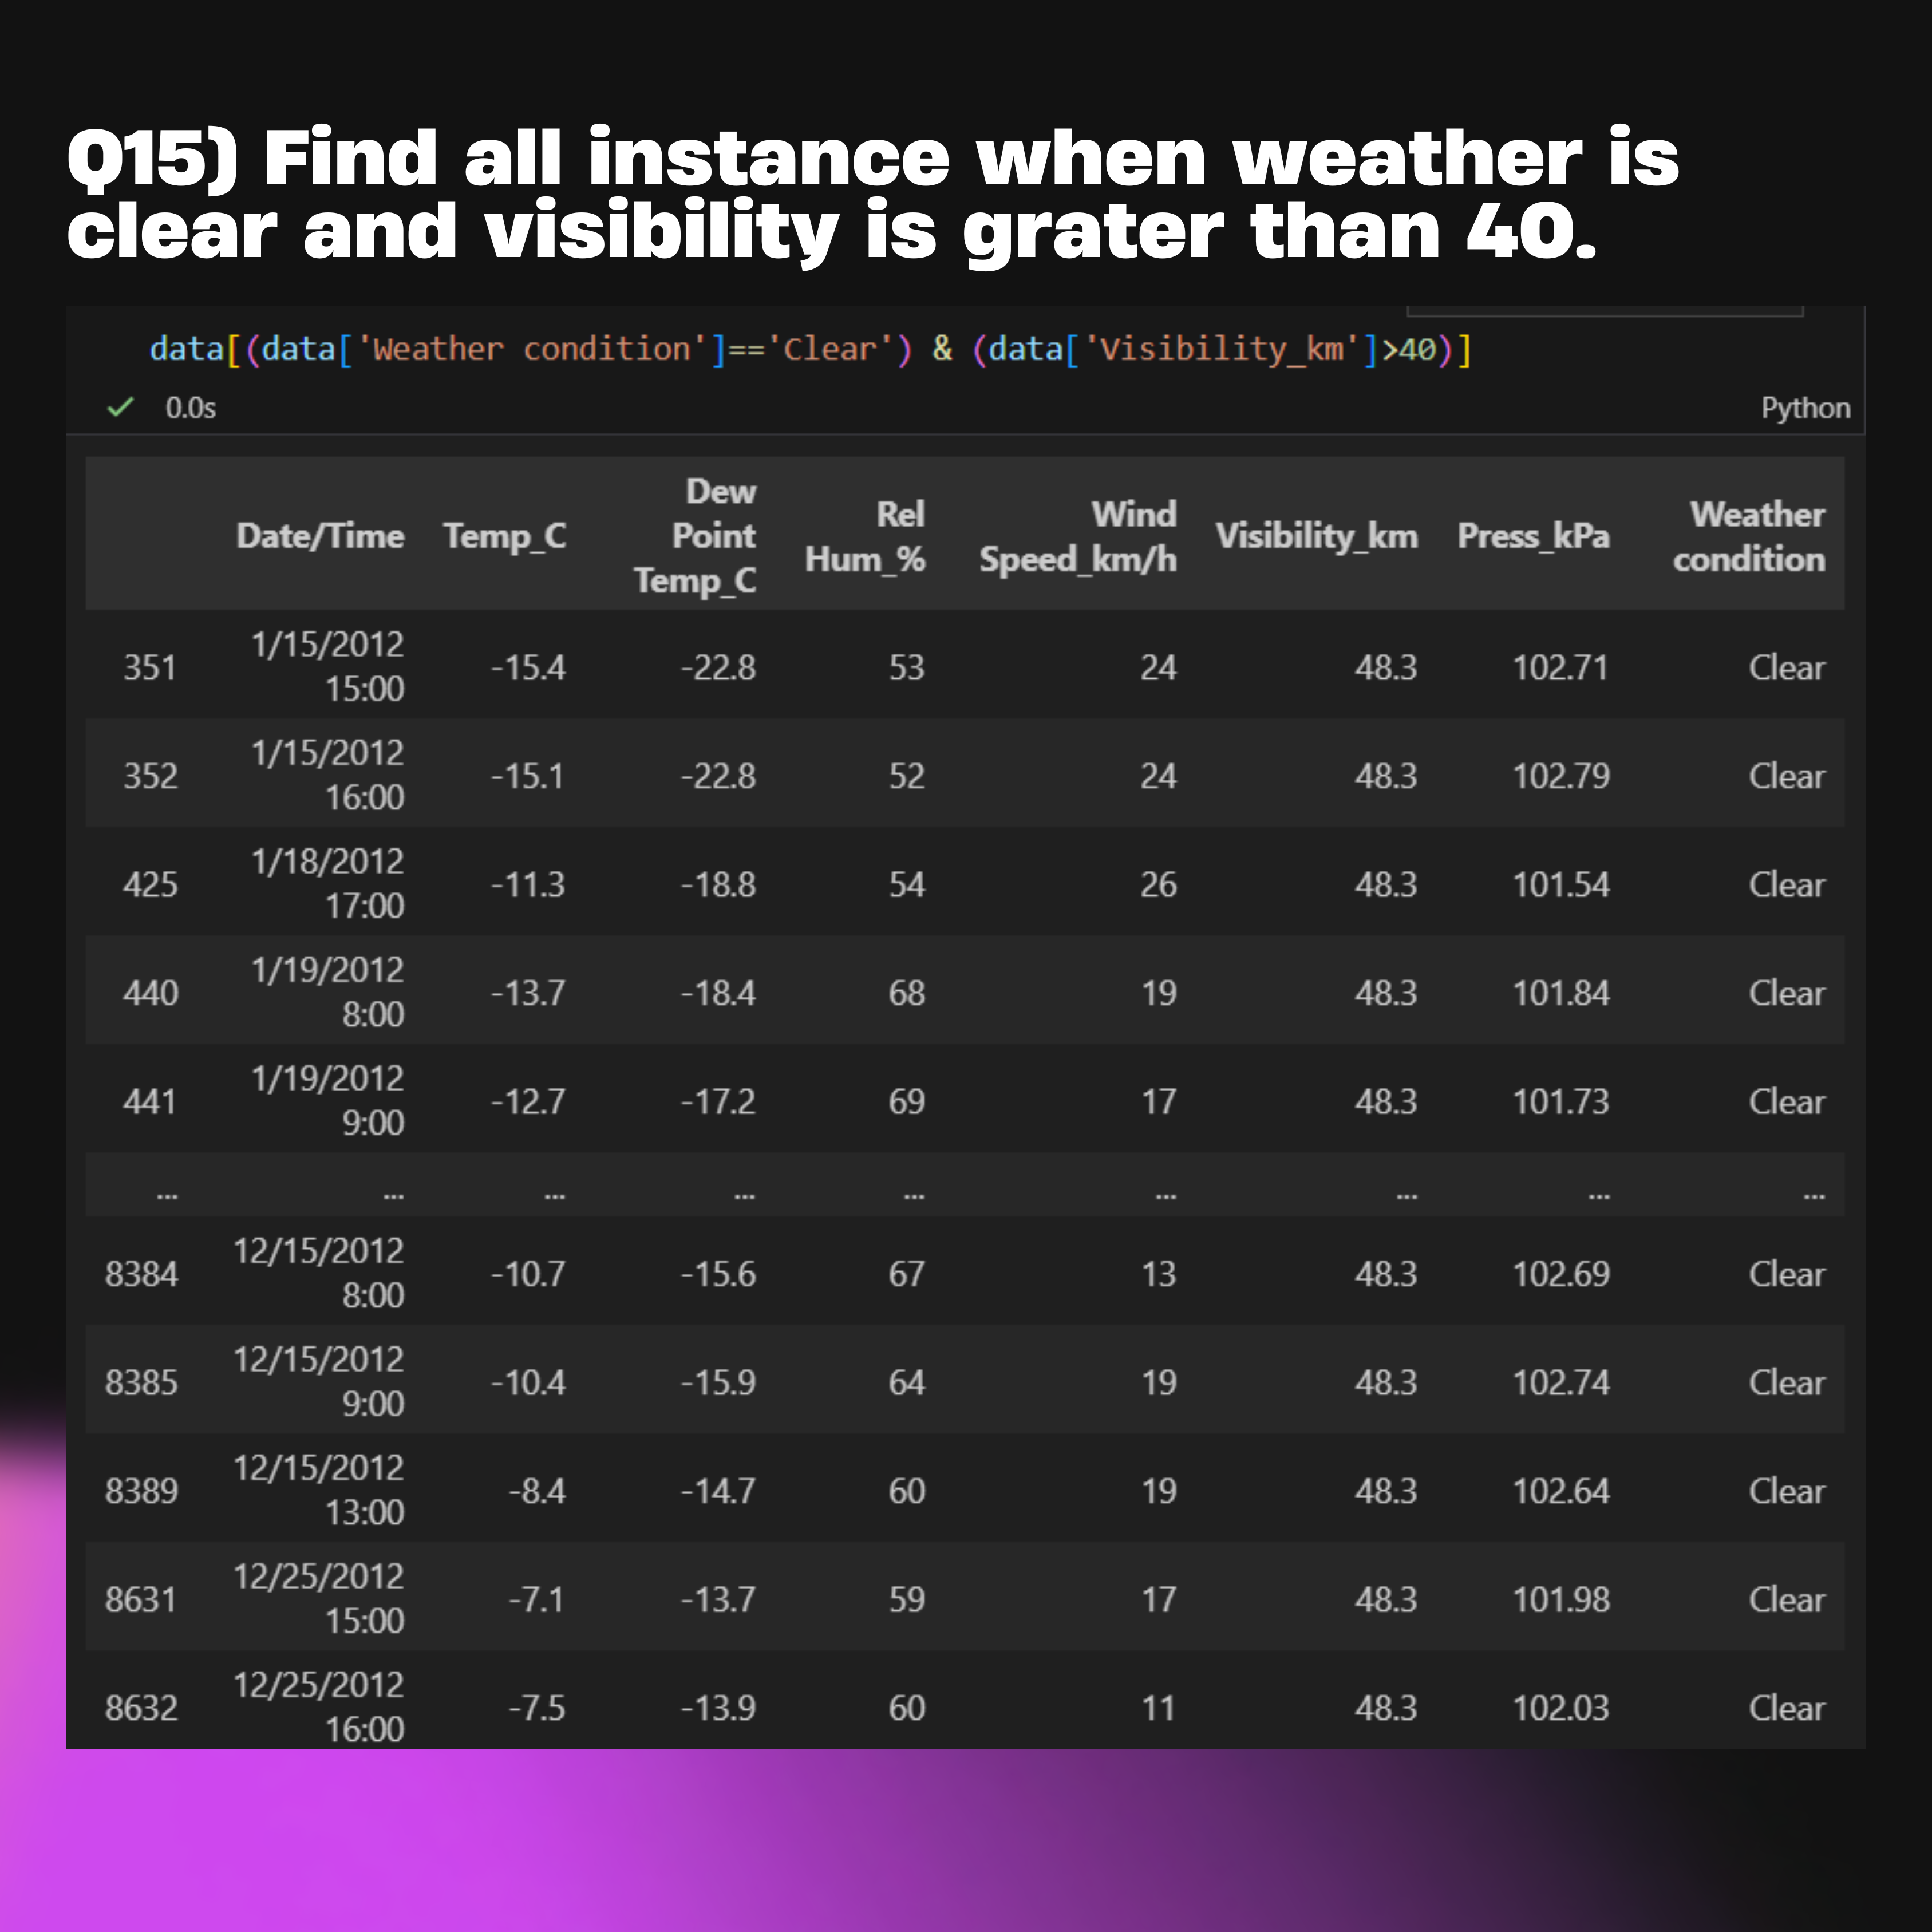 Q15) Find all instance when weather is
clear and visibility is grater than 40.
data[(data['Weather condition']=='Clear') & (data['Visibility_km']>40)]
0.0s Python
Date/Time Temp_C Dew Point Temp_C Rel Hum_% Wind Speed_km/h Visibility_km Press_kPa Weather condition
351 1/15/2012 15:00 -15.4 -22.8 53 24 48.3 102.71 Clear
352 1/15/2012 16:00 -15.1 -22.8 52 24 48.3 102.79 Clear
425 1/18/2012 17:00 -11.3 -18.8 54 26 48.3 101.54 Clear
440 1/19/2012 8:00 -13.7 -18.4 68 19 48.3 101.84 Clear
441 1/19/2012 9:00 -12.7 -17.2 69 17 48.3 101.73 Clear
... ... ... ... ... ... ... ... ...
8384 12/15/2012 8:00 -10.7 -15.6 67 13 48.3 102.69 Clear
8385 12/15/2012 9:00 -10.4 -15.9 64 19 48.3 102.74 Clear
8389 12/15/2012 13:00 -8.4 -14.7 60 19 48.3 102.64 Clear
8631 12/25/2012 15:00 -7.1 -13.7 59 17 48.3 101.98 Clear
8632 12/25/2012 16:00 -7.5 -13.9 60 11 48.3 102.03 Clear